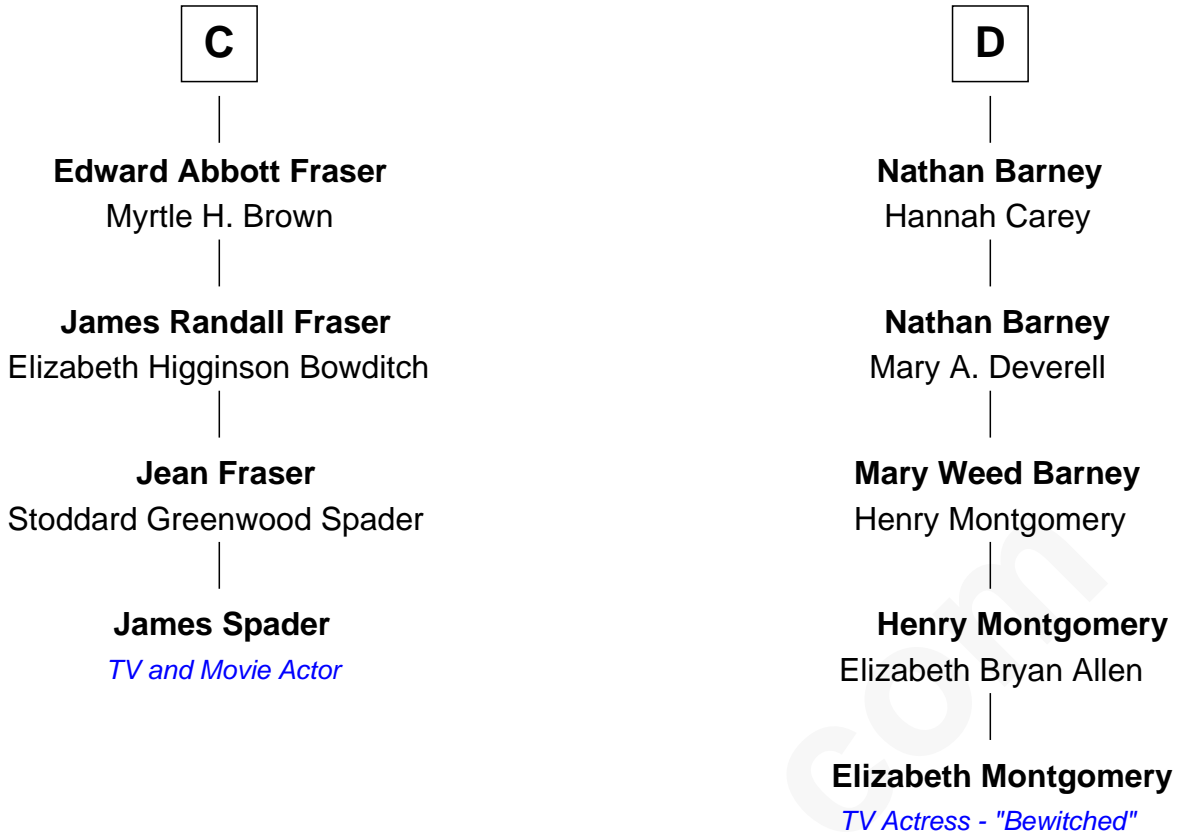 C
Edward Abbott Fraser
Myrtle H. Brown
James Randall Fraser
Elizabeth Higginson Bowditch
Jean Fraser
Stoddard Greenwood Spader
James Spader
TV and Movie Actor
D
Nathan Barney
Hannah Carey
Nathan Barney
Mary A. Deverell
Mary Weed Barney
Henry Montgomery
Henry Montgomery
Elizabeth Bryan Allen
Elizabeth Montgomery
TV Actress - "Bewitched"
com